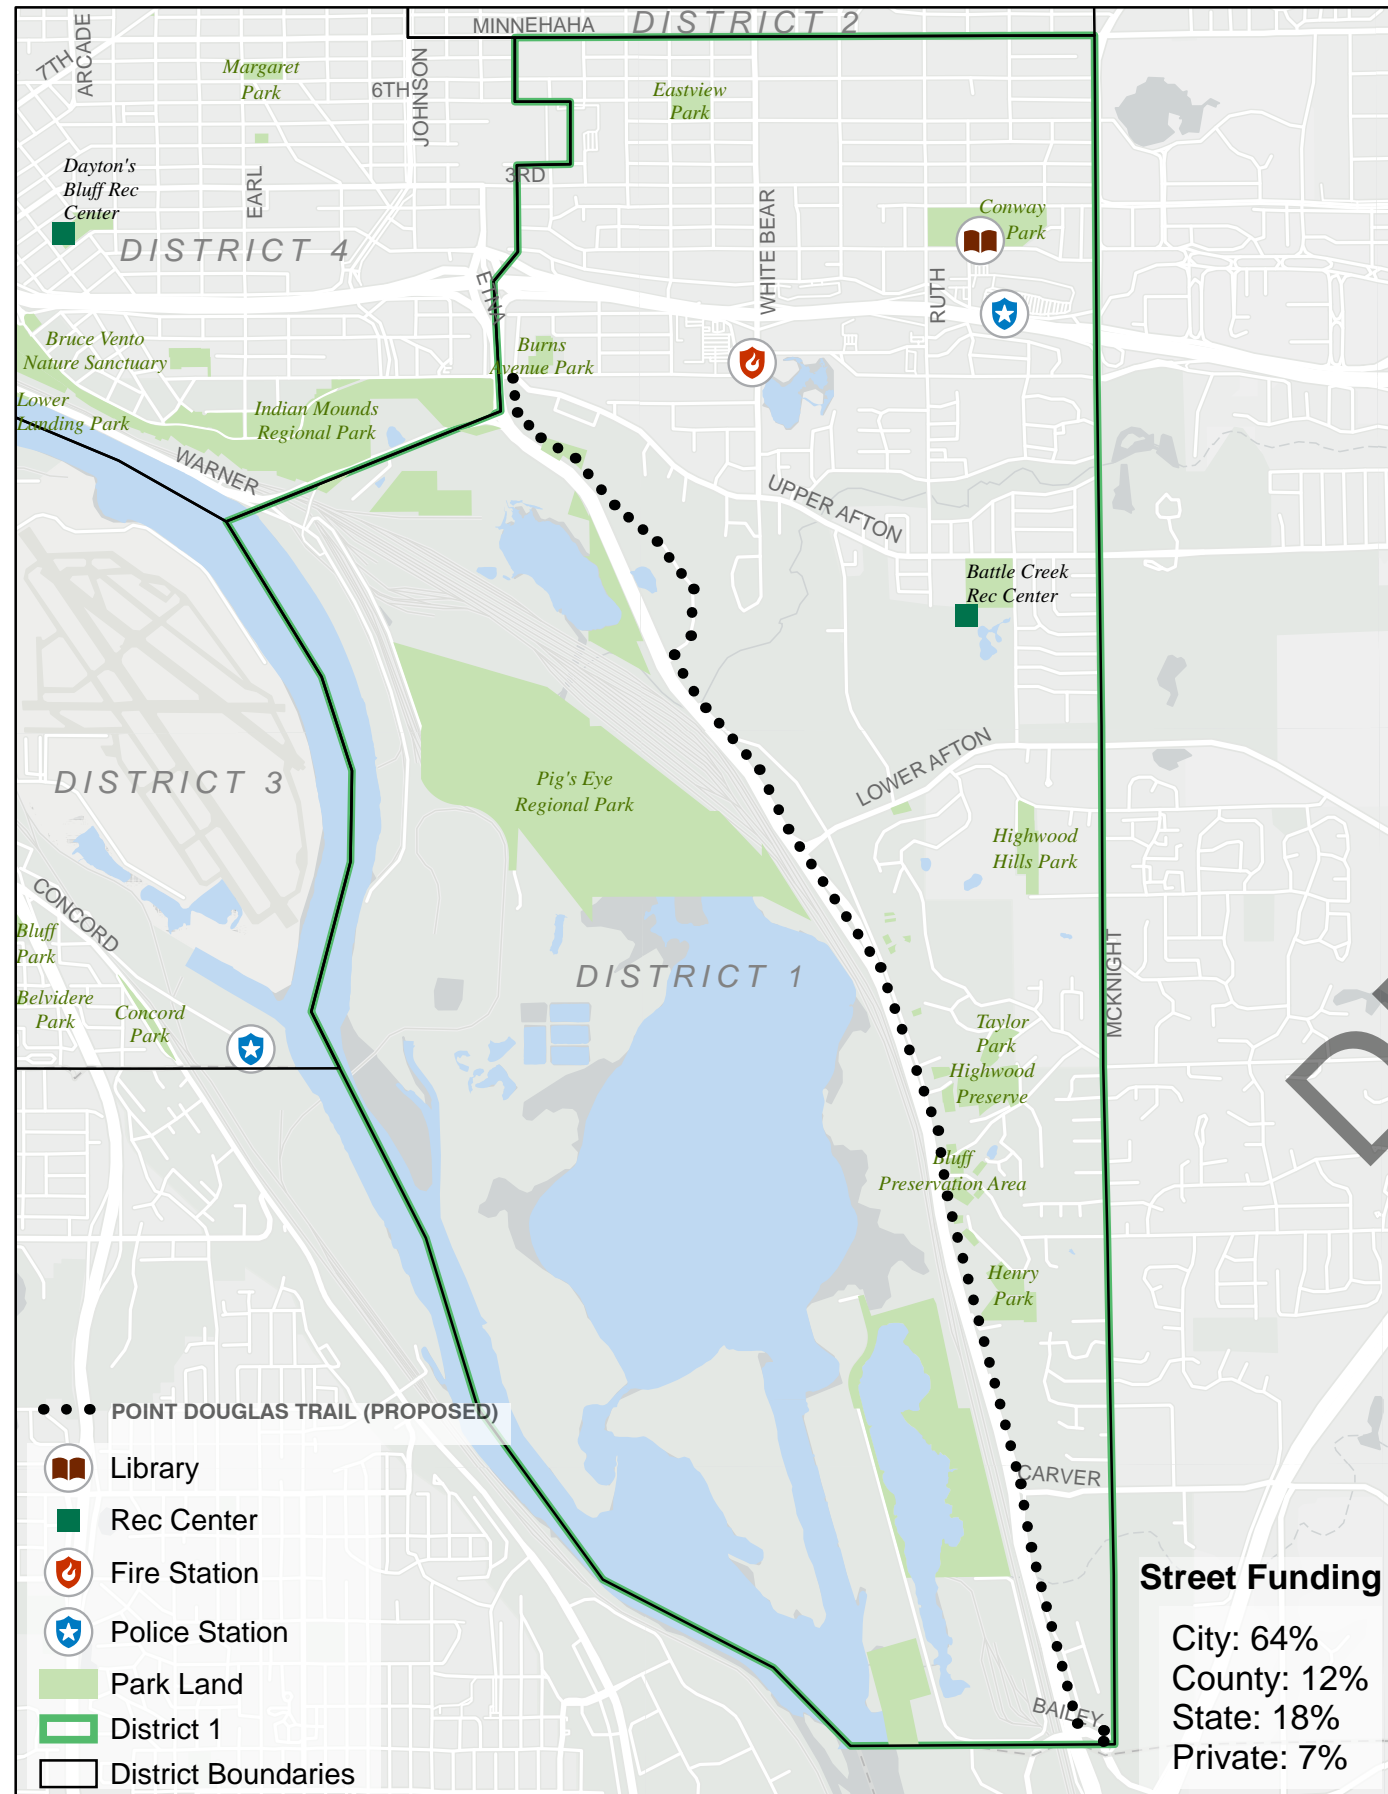 MINNEHAHA
DISTRICT 2
7TH
ARCADE
Margaret
Park
6TH
JOHNSON
Eastview
Park
Dayton's
Bluff Rec
Center
EARL
3RD
WHITE BEAR
Conway
Park
DISTRICT 4
ETNA
RUTH
Bruce Vento
Nature Sanctuary
Burns
Avenue Park
Lower
Landing Park
Indian Mounds
Regional Park
WARNER
UPPER AFTON
Battle Creek
Rec Center
DISTRICT 3
Pig's Eye
Regional Park
LOWER AFTON
Highwood
Hills Park
CONCORD
Bluff
Park
DISTRICT 1
MCKNIGHT
Belvidere
Park
Concord
Park
Taylor
Park
Highwood
Preserve
Bluff
Preservation Area
Henry
Park
CARVER
BAILEY
POINT DOUGLAS TRAIL (PROPOSED)
Library
Rec Center
Fire Station
Police Station
Park Land
District 1
District Boundaries
Street Funding
City: 64%
County: 12%
State: 18%
Private: 7%